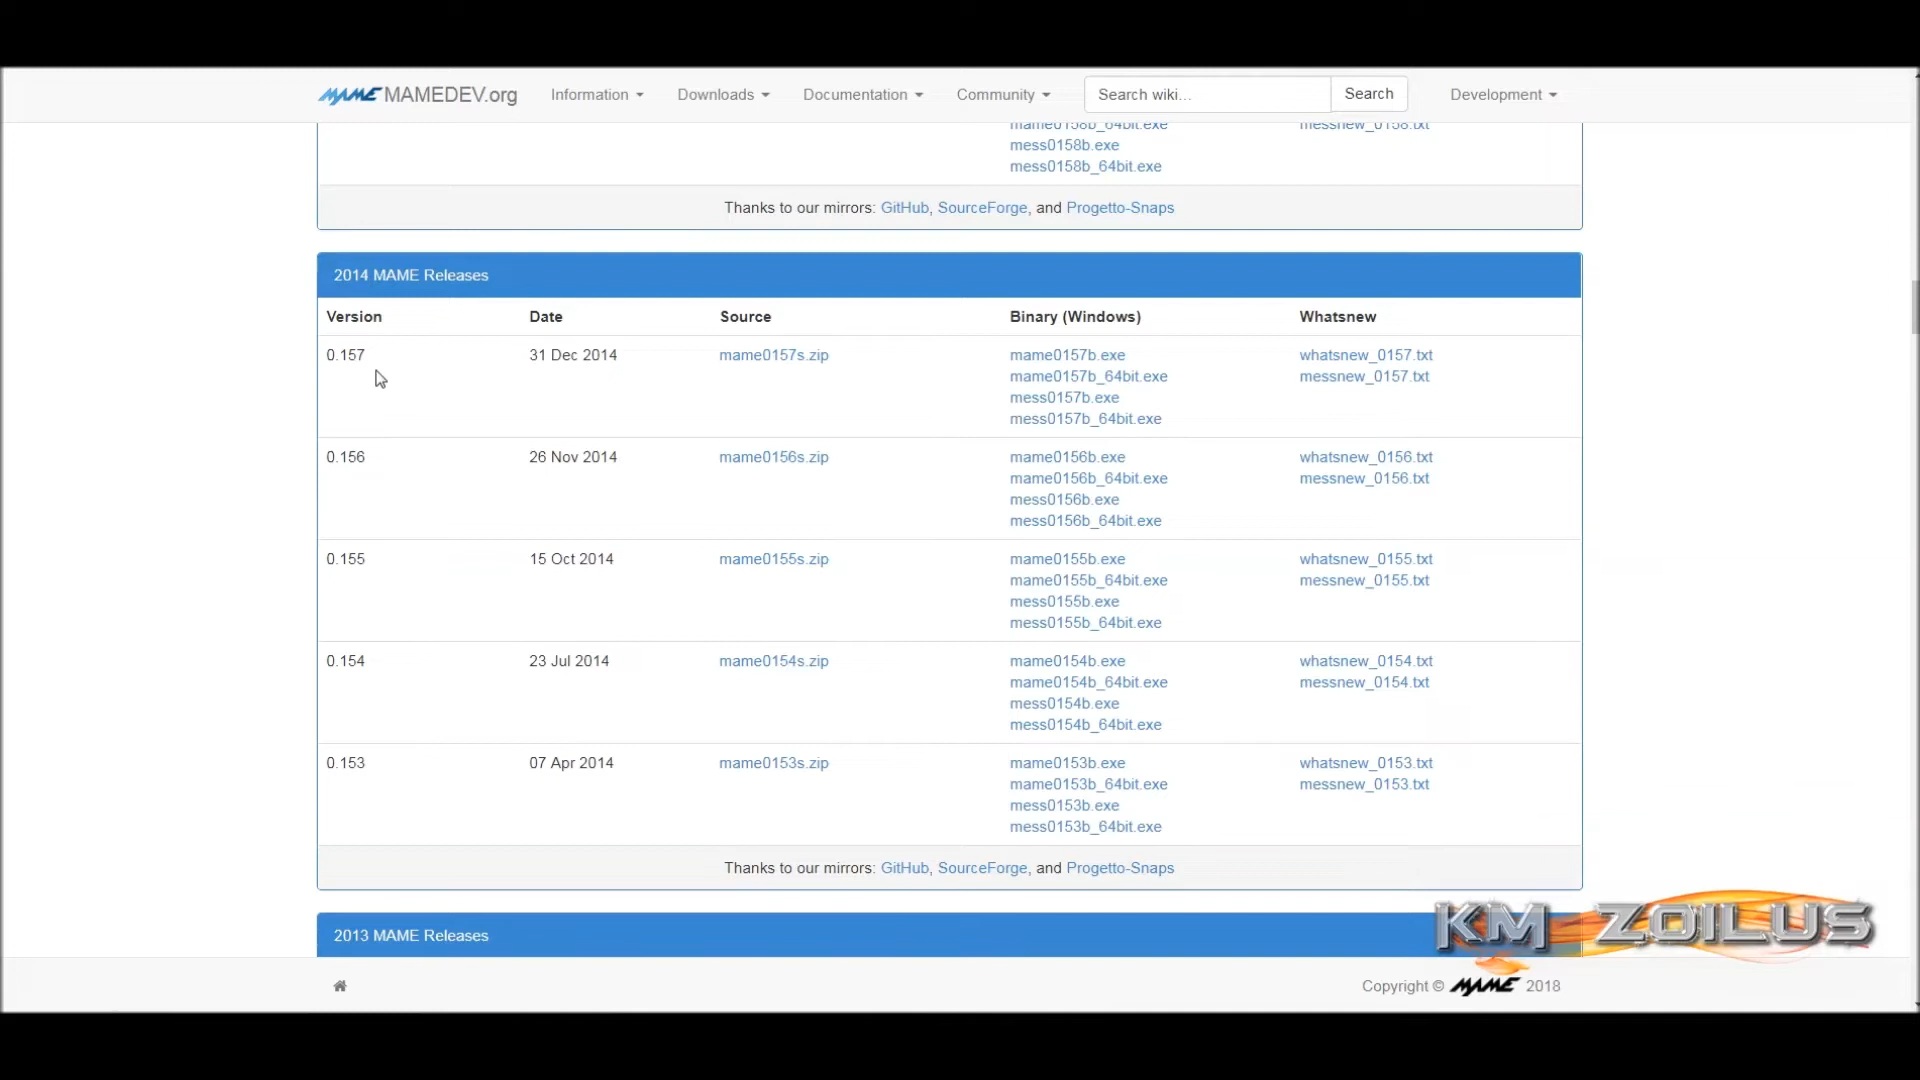 MAME MAMEDEV.org Information Downloads Documentation Community Search wiki... Search Development
mame0158b_64bit.exe messnew_0158.txt
mess0158b.exe
mess0158b_64bit.exe
Thanks to our mirrors: GitHub, SourceForge, and Progetto-Snaps
2014 MAME Releases
Version Date Source Binary (Windows) Whatsnew
0.157 31 Dec 2014 mame0157s.zip mame0157b.exe whatsnew_0157.txt
mame0157b_64bit.exe messnew_0157.txt
mess0157b.exe
mess0157b_64bit.exe
0.156 26 Nov 2014 mame0156s.zip mame0156b.exe whatsnew_0156.txt
mame0156b_64bit.exe messnew_0156.txt
mess0156b.exe
mess0156b_64bit.exe
0.155 15 Oct 2014 mame0155s.zip mame0155b.exe whatsnew_0155.txt
mame0155b_64bit.exe messnew_0155.txt
mess0155b.exe
mess0155b_64bit.exe
0.154 23 Jul 2014 mame0154s.zip mame0154b.exe whatsnew_0154.txt
mame0154b_64bit.exe messnew_0154.txt
mess0154b.exe
mess0154b_64bit.exe
0.153 07 Apr 2014 mame0153s.zip mame0153b.exe whatsnew_0153.txt
mame0153b_64bit.exe messnew_0153.txt
mess0153b.exe
mess0153b_64bit.exe
Thanks to our mirrors: GitHub, SourceForge, and Progetto-Snaps
2013 MAME Releases
KM ZOILUS
Copyright © MAME 2018